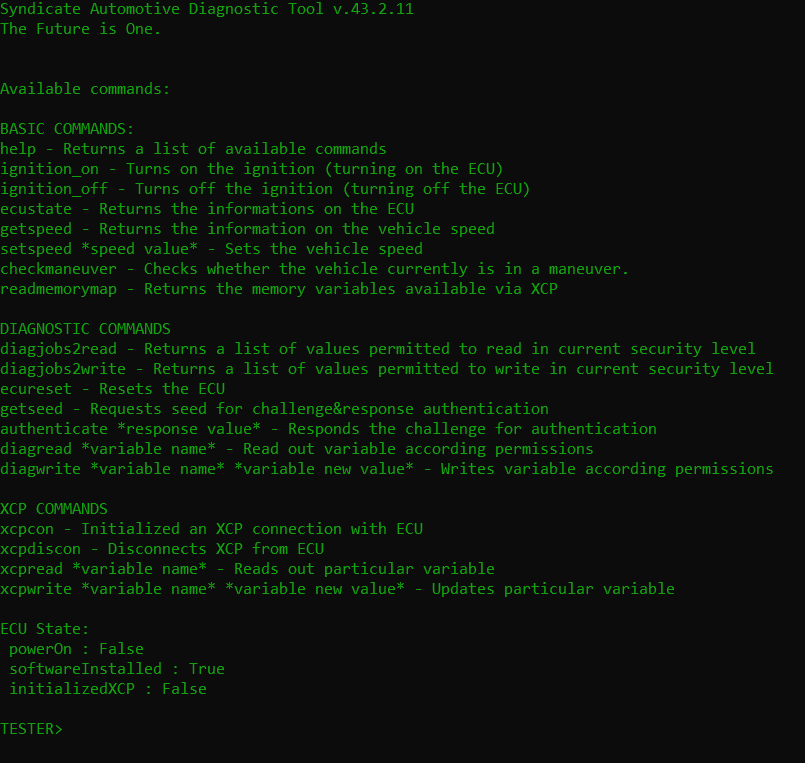 Syndicate Automotive Diagnostic Tool v.43.2.11
The Future is One.
Available commands:
BASIC COMMANDS:
help - Returns a list of available commands
ignition_on - Turns on the ignition (turning on the ECU)
ignition_off - Turns off the ignition (turning off the ECU)
ecustate - Returns the informations on the ECU
getspeed - Returns the information on the vehicle speed
setspeed *speed value* - Sets the vehicle speed
checkmaneuver - Checks whether the vehicle currently is in a maneuver.
readmemorymap - Returns the memory variables available via XCP
DIAGNOSTIC COMMANDS
diagjobs2read - Returns a list of values permitted to read in current security level
diagjobs2write - Returns a list of values permitted to write in current security level
ecureset - Resets the ECU
getseed - Requests seed for challenge&response authentication
authenticate *response value* - Responds the challenge for authentication
diagread *variable name* - Read out variable according permissions
diagwrite *variable name* *variable new value* - Writes variable according permissions
XCP COMMANDS
xcpcon - Initialized an XCP connection with ECU
xcpdiscon - Disconnects XCP from ECU
xcpread *variable name* - Reads out particular variable
xcpwrite *variable name* *variable new value* - Updates particular variable
ECU State:
powerOn : False
softwareInstalled : True
initializedXCP : False
TESTER>